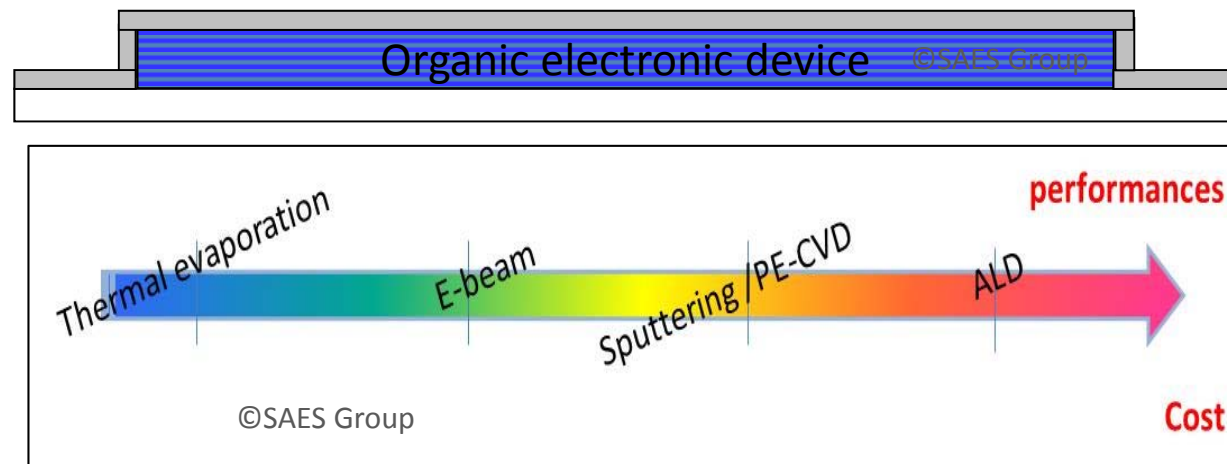 Organic electronic device ©SAES Group
performances
Thermal evaporation
E-beam
Sputtering /PE-CVD
ALD
©SAES Group
Cost